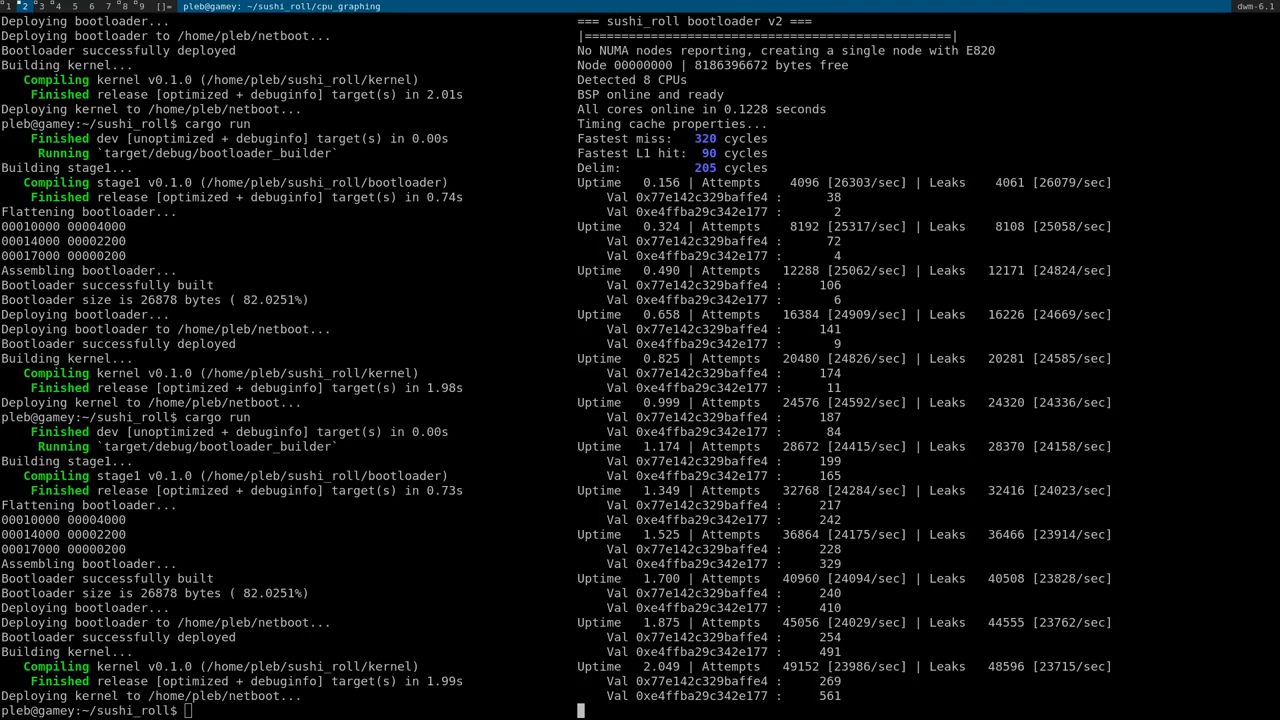 1 2 3 4 5 6 7 8 9 []= pleb@gamey: ~/sushi_roll/cpu_graphing dwm-6.1
Deploying bootloader...
Deploying bootloader to /home/pleb/netboot...
Bootloader successfully deployed
Building kernel...
Compiling kernel v0.1.0 (/home/pleb/sushi_roll/kernel)
Finished release [optimized + debuginfo] target(s) in 2.01s
Deploying kernel to /home/pleb/netboot...
pleb@gamey:~/sushi_roll$ cargo run
Finished dev [unoptimized + debuginfo] target(s) in 0.00s
Running `target/debug/bootloader_builder`
Building stage1...
Compiling stage1 v0.1.0 (/home/pleb/sushi_roll/bootloader)
Finished release [optimized + debuginfo] target(s) in 0.74s
Flattening bootloader...
00010000 00004000
00014000 00002200
00017000 00000200
Assembling bootloader...
Bootloader successfully built
Bootloader size is 26878 bytes ( 82.0251%)
Deploying bootloader...
Deploying bootloader to /home/pleb/netboot...
Bootloader successfully deployed
Building kernel...
Compiling kernel v0.1.0 (/home/pleb/sushi_roll/kernel)
Finished release [optimized + debuginfo] target(s) in 1.98s
Deploying kernel to /home/pleb/netboot...
pleb@gamey:~/sushi_roll$ cargo run
Finished dev [unoptimized + debuginfo] target(s) in 0.00s
Running `target/debug/bootloader_builder`
Building stage1...
Compiling stage1 v0.1.0 (/home/pleb/sushi_roll/bootloader)
Finished release [optimized + debuginfo] target(s) in 0.73s
Flattening bootloader...
00010000 00004000
00014000 00002200
00017000 00000200
Assembling bootloader...
Bootloader successfully built
Bootloader size is 26878 bytes ( 82.0251%)
Deploying bootloader...
Deploying bootloader to /home/pleb/netboot...
Bootloader successfully deployed
Building kernel...
Compiling kernel v0.1.0 (/home/pleb/sushi_roll/kernel)
Finished release [optimized + debuginfo] target(s) in 1.99s
Deploying kernel to /home/pleb/netboot...
pleb@gamey:~/sushi_roll$
=== sushi_roll bootloader v2 ===
|==================================================|
No NUMA nodes reporting, creating a single node with E820
Node 00000000 | 8186396672 bytes free
Detected 8 CPUs
BSP online and ready
All cores online in 0.1228 seconds
Timing cache properties...
Fastest miss: 320 cycles
Fastest L1 hit: 90 cycles
Delim: 205 cycles
Uptime 0.156 | Attempts 4096 [26303/sec] | Leaks 4061 [26079/sec]
Val 0x77e142c329baffe4 : 38
Val 0xe4ffba29c342e177 : 2
Uptime 0.324 | Attempts 8192 [25317/sec] | Leaks 8108 [25058/sec]
Val 0x77e142c329baffe4 : 72
Val 0xe4ffba29c342e177 : 4
Uptime 0.490 | Attempts 12288 [25062/sec] | Leaks 12171 [24824/sec]
Val 0x77e142c329baffe4 : 106
Val 0xe4ffba29c342e177 : 6
Uptime 0.658 | Attempts 16384 [24909/sec] | Leaks 16226 [24669/sec]
Val 0x77e142c329baffe4 : 141
Val 0xe4ffba29c342e177 : 9
Uptime 0.825 | Attempts 20480 [24826/sec] | Leaks 20281 [24585/sec]
Val 0x77e142c329baffe4 : 174
Val 0xe4ffba29c342e177 : 11
Uptime 0.999 | Attempts 24576 [24592/sec] | Leaks 24320 [24336/sec]
Val 0x77e142c329baffe4 : 187
Val 0xe4ffba29c342e177 : 84
Uptime 1.174 | Attempts 28672 [24415/sec] | Leaks 28370 [24158/sec]
Val 0x77e142c329baffe4 : 199
Val 0xe4ffba29c342e177 : 165
Uptime 1.349 | Attempts 32768 [24284/sec] | Leaks 32416 [24023/sec]
Val 0x77e142c329baffe4 : 217
Val 0xe4ffba29c342e177 : 242
Uptime 1.525 | Attempts 36864 [24175/sec] | Leaks 36466 [23914/sec]
Val 0x77e142c329baffe4 : 228
Val 0xe4ffba29c342e177 : 329
Uptime 1.700 | Attempts 40960 [24094/sec] | Leaks 40508 [23828/sec]
Val 0x77e142c329baffe4 : 240
Val 0xe4ffba29c342e177 : 410
Uptime 1.875 | Attempts 45056 [24029/sec] | Leaks 44555 [23762/sec]
Val 0x77e142c329baffe4 : 254
Val 0xe4ffba29c342e177 : 491
Uptime 2.049 | Attempts 49152 [23986/sec] | Leaks 48596 [23715/sec]
Val 0x77e142c329baffe4 : 269
Val 0xe4ffba29c342e177 : 561